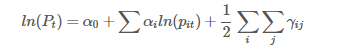 ln(P_t) = α_0 + ∑ α_i ln(p_it) + 1/2 ∑_i ∑_j γ_ij